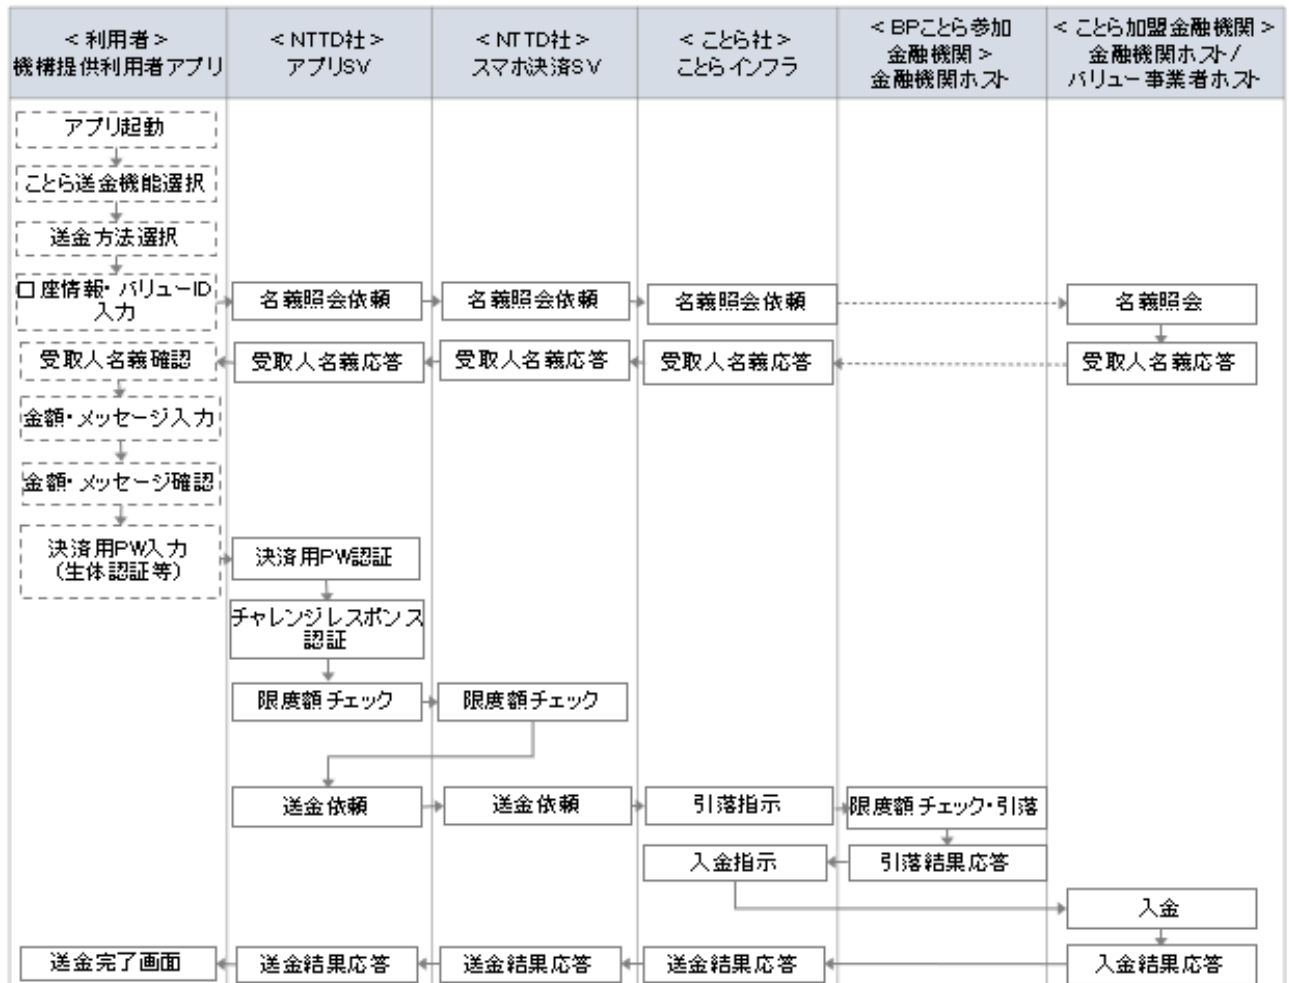 ＜利用者＞
機構提供利用者アプリ
＜NTTD社＞
アプリSV
＜NTTD社＞
スマホ決済SV
＜ことら社＞
ことらインフラ
＜BPことら参加
金融機関＞
金融機関ホスト
＜ことら加盟金融機関＞
金融機関ホスト/
バリュー事業者ホスト
アプリ起動
ことら送金機能選択
送金方法選択
口座情報・バリューID
入力
名義照会依頼
名義照会依頼
名義照会依頼
名義照会
受取人名義確認
受取人名義応答
受取人名義応答
受取人名義応答
受取人名義応答
金額・メッセージ入力
金額・メッセージ確認
決済用PW入力
（生体認証等）
決済用PW認証
チャレンジレスポンス
認証
限度額チェック
限度額チェック
送金依頼
送金依頼
引落指示
限度額チェック・引落
入金指示
引落結果応答
入金
送金完了画面
送金結果応答
送金結果応答
送金結果応答
入金結果応答